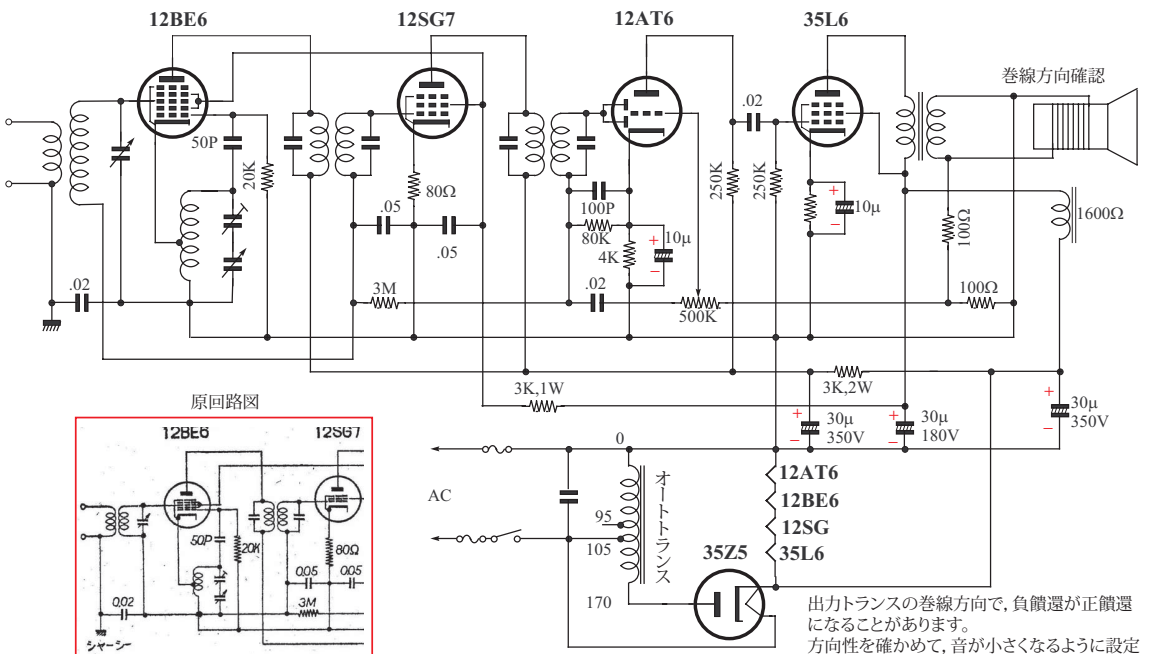 12BE6
12SG7
12AT6
35L6
巻線方向確認
50P
20K
80Ω
.05
.05
100P
80K
4K
10μ
.02
250K
250K
10μ
100Ω
1600Ω
.02
3M
.02
500K
100Ω
3K,1W
3K,2W
30μ
350V
30μ
180V
30μ
350V
原回路図
12BE6
12SG7
50P
20K
80Ω
0.05
0.05
0.02
3M
シャーシー
AC
0
95
105
170
オートトランス
12AT6
12BE6
12SG
35L6
35Z5
出力トランスの巻線方向で, 負饋還が正饋還
になることがあります。
方向性を確かめて, 音が小さくなるように設定